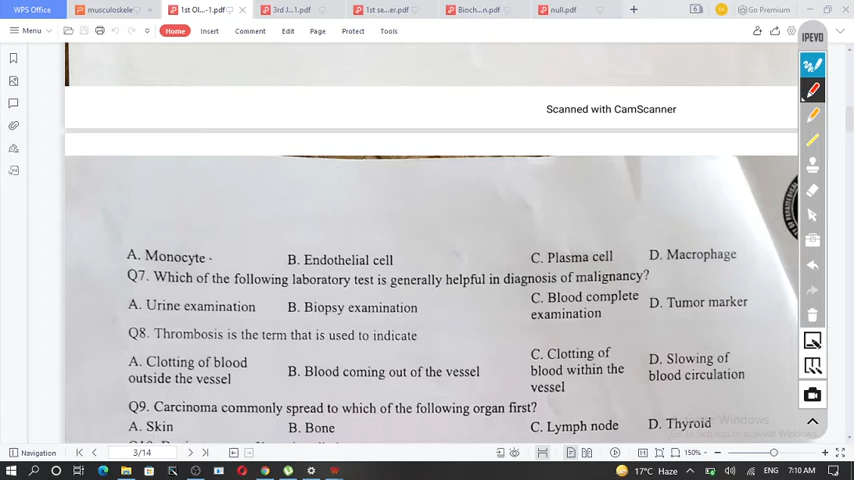 WPS Office
musculoskele
1st Ol...-1.pdf
3rd J...1.pdf
1st se...er.pdf
Bioch...n.pdf
null.pdf
Go Premium
Menu
Home
Insert
Comment
Edit
Page
Protect
Tools
IPEVO
Scanned with CamScanner
A. Monocyte
B. Endothelial cell
C. Plasma cell
D. Macrophage
Q7. Which of the following laboratory test is generally helpful in diagnosis of malignancy?
A. Urine examination
B. Biopsy examination
C. Blood complete
examination
D. Tumor marker
Q8. Thrombosis is the term that is used to indicate
A. Clotting of blood
outside the vessel
B. Blood coming out of the vessel
C. Clotting of
blood within the
vessel
D. Slowing of
blood circulation
Q9. Carcinoma commonly spread to which of the following organ first?
A. Skin
B. Bone
C. Lymph node
D. Thyroid
Activate Windows
Go to Settings to activate Windows.
Navigation
3/14
150%
17°C Haze
ENG
7:10 AM